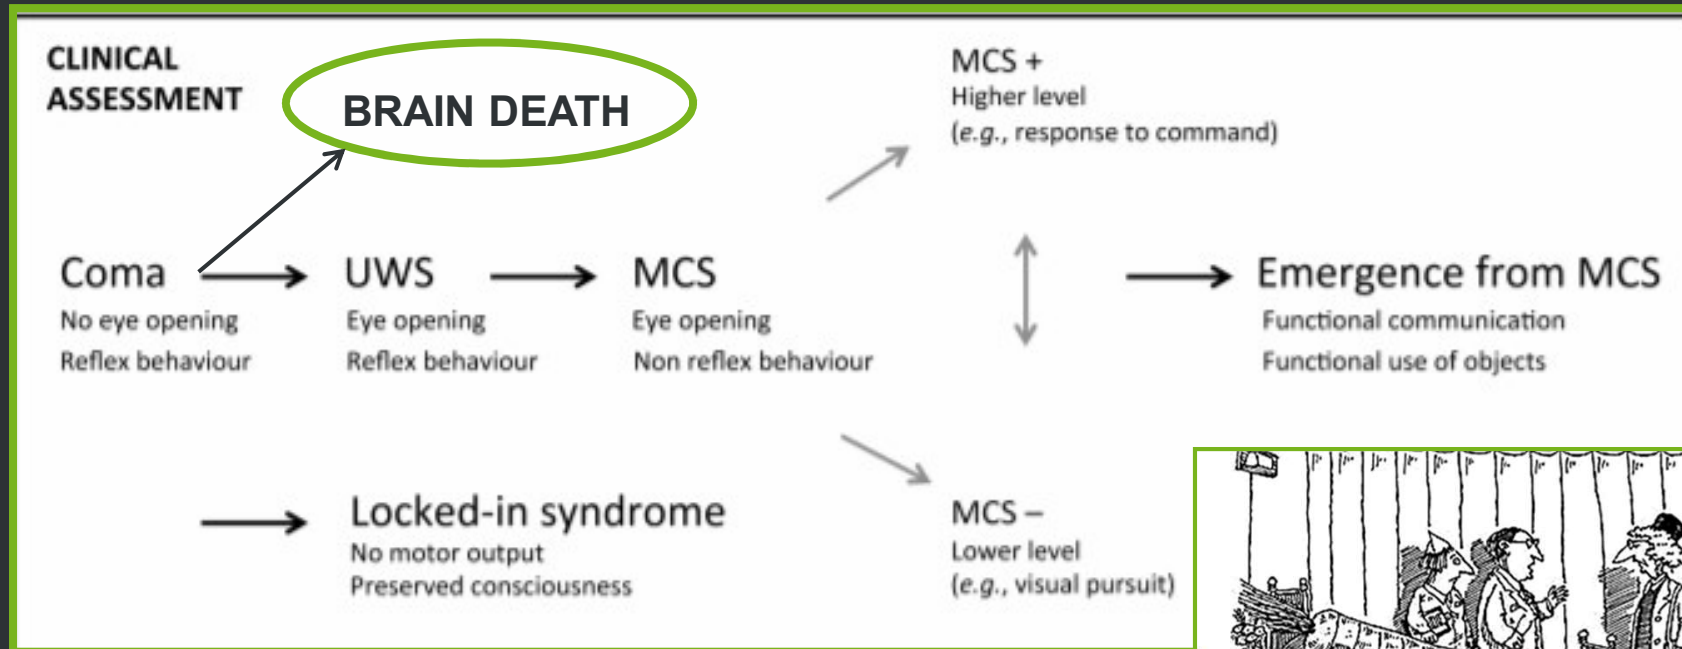 CLINICAL
ASSESSMENT
BRAIN DEATH
MCS +
Higher level
(e.g., response to command)
Coma
No eye opening
Reflex behaviour
UWS
Eye opening
Reflex behaviour
MCS
Eye opening
Non reflex behaviour
Emergence from MCS
Functional communication
Functional use of objects
Locked-in syndrome
No motor output
Preserved consciousness
MCS –
Lower level
(e.g., visual pursuit)